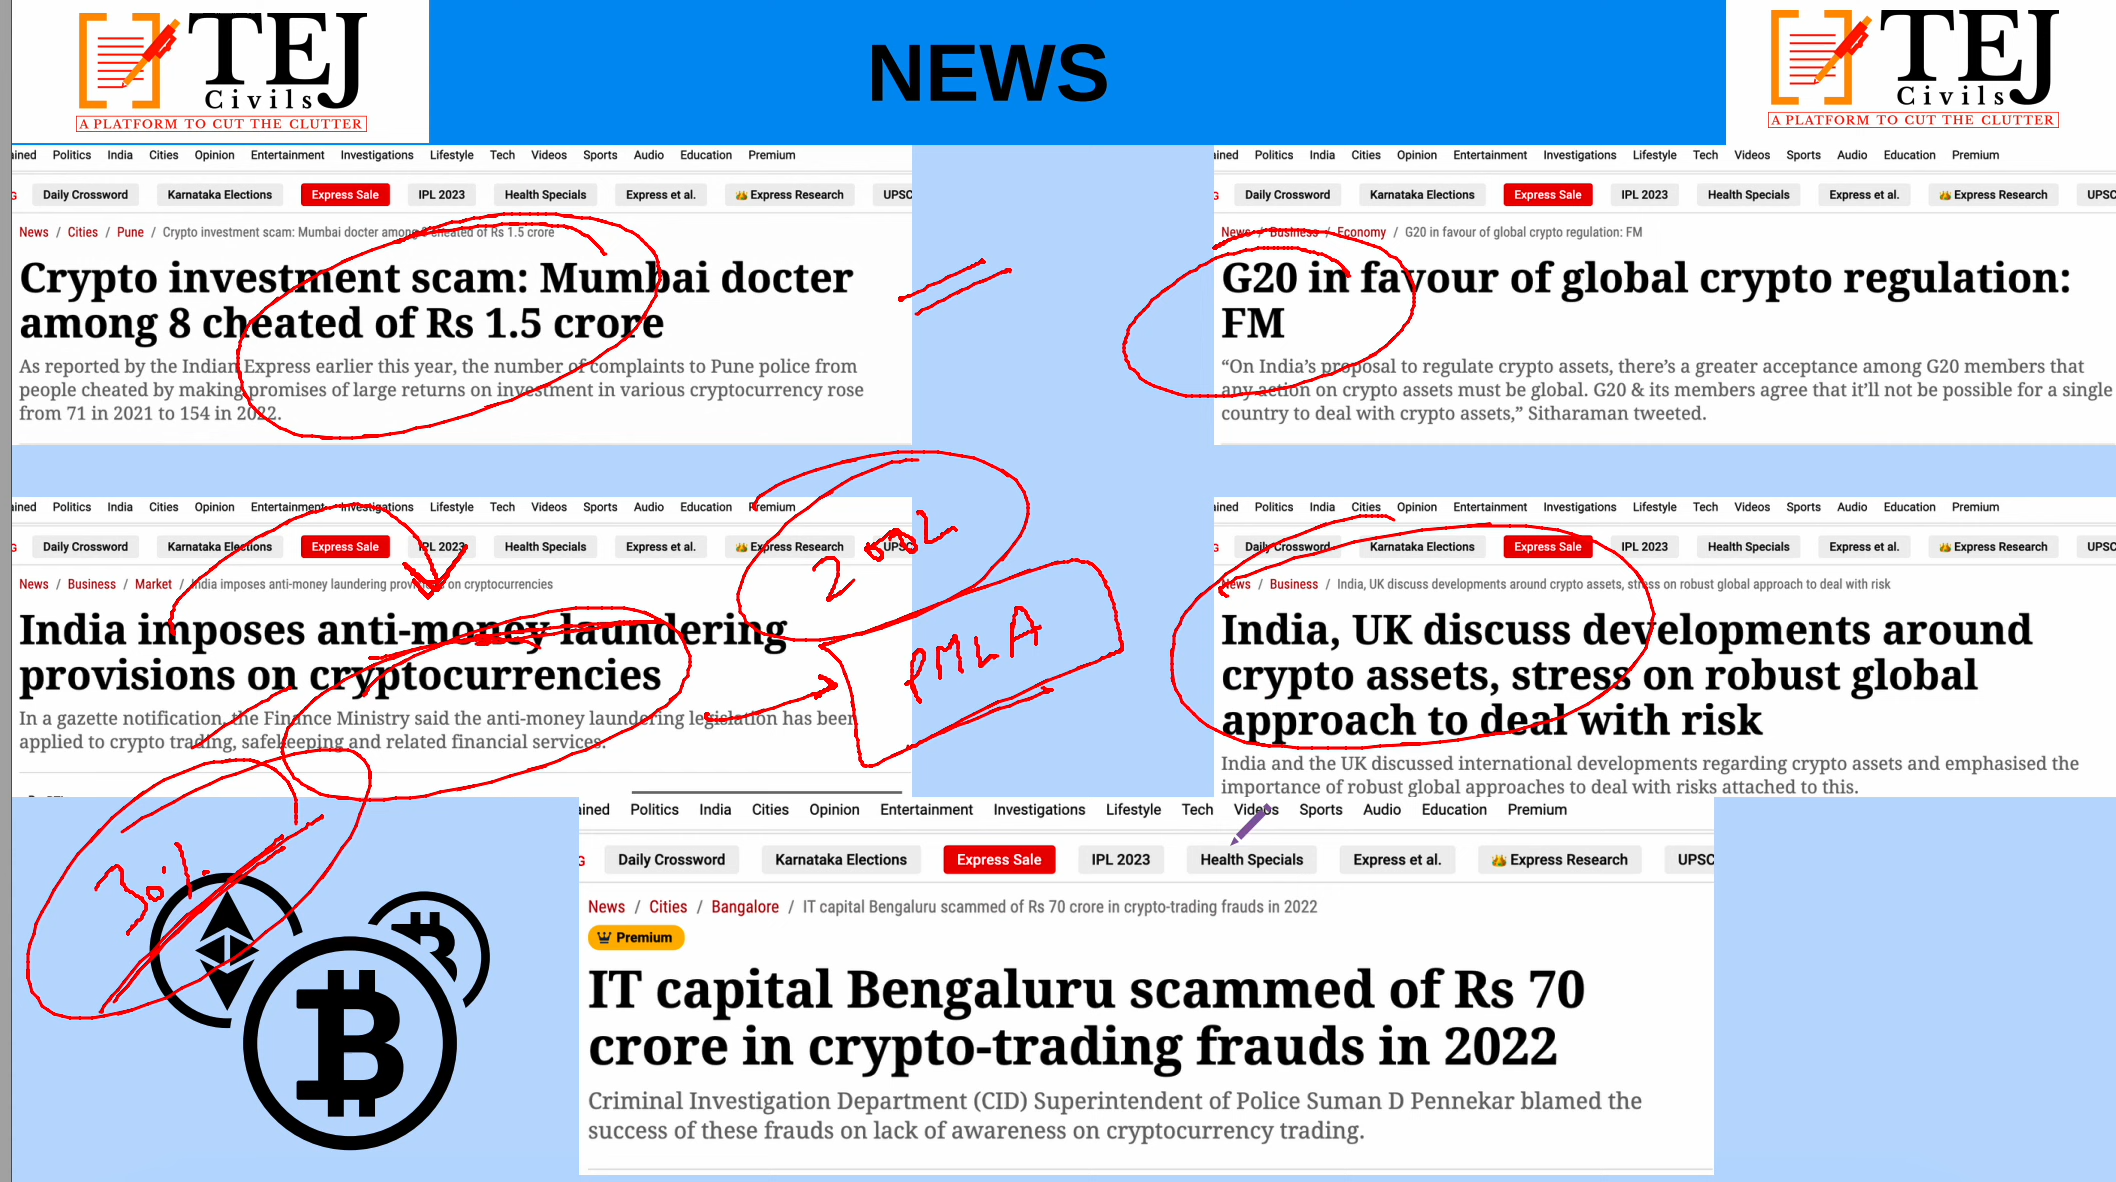 TEJ
Civils
A PLATFORM TO CUT THE CLUTTER
NEWS
TEJ
Civils
A PLATFORM TO CUT THE CLUTTER
ined Politics India Cities Opinion Entertainment Investigations Lifestyle Tech Videos Sports Audio Education Premium
G Daily Crossword Karnataka Elections Express Sale IPL 2023 Health Specials Express et al. Express Research UPSC
News / Cities / Pune / Crypto investment scam: Mumbai docter among 8 cheated of Rs 1.5 crore
Crypto investment scam: Mumbai docter
among 8 cheated of Rs 1.5 crore
As reported by the Indian Express earlier this year, the number of complaints to Pune police from
people cheated by making promises of large returns on investment in various cryptocurrency rose
from 71 in 2021 to 154 in 2022.
ined Politics India Cities Opinion Entertainment Investigations Lifestyle Tech Videos Sports Audio Education Premium
G Daily Crossword Karnataka Elections Express Sale IPL 2023 Health Specials Express et al. Express Research UPSC
News / Business / Economy / G20 in favour of global crypto regulation: FM
G20 in favour of global crypto regulation:
FM
“On India’s proposal to regulate crypto assets, there’s a greater acceptance among G20 members that
any action on crypto assets must be global. G20 & its members agree that it’ll not be possible for a single
country to deal with crypto assets,” Sitharaman tweeted.
ined Politics India Cities Opinion Entertainment Investigations Lifestyle Tech Videos Sports Audio Education Premium
G Daily Crossword Karnataka Elections Express Sale IPL 2023 Health Specials Express et al. Express Research UPSC
News / Business / Market / India imposes anti-money laundering provisions on cryptocurrencies
India imposes anti-money laundering
provisions on cryptocurrencies
In a gazette notification, the Finance Ministry said the anti-money laundering legislation has been
applied to crypto trading, safekeeping and related financial services.
2002
PMLA
30%
ined Politics India Cities Opinion Entertainment Investigations Lifestyle Tech Videos Sports Audio Education Premium
G Daily Crossword Karnataka Elections Express Sale IPL 2023 Health Specials Express et al. Express Research UPSC
News / Business / India, UK discuss developments around crypto assets, stress on robust global approach to deal with risk
India, UK discuss developments around
crypto assets, stress on robust global
approach to deal with risk
India and the UK discussed international developments regarding crypto assets and emphasised the
importance of robust global approaches to deal with risks attached to this.
ined Politics India Cities Opinion Entertainment Investigations Lifestyle Tech Videos Sports Audio Education Premium
G Daily Crossword Karnataka Elections Express Sale IPL 2023 Health Specials Express et al. Express Research UPSC
News / Cities / Bangalore / IT capital Bengaluru scammed of Rs 70 crore in crypto-trading frauds in 2022
Premium
IT capital Bengaluru scammed of Rs 70
crore in crypto-trading frauds in 2022
Criminal Investigation Department (CID) Superintendent of Police Suman D Pennekar blamed the
success of these frauds on lack of awareness on cryptocurrency trading.